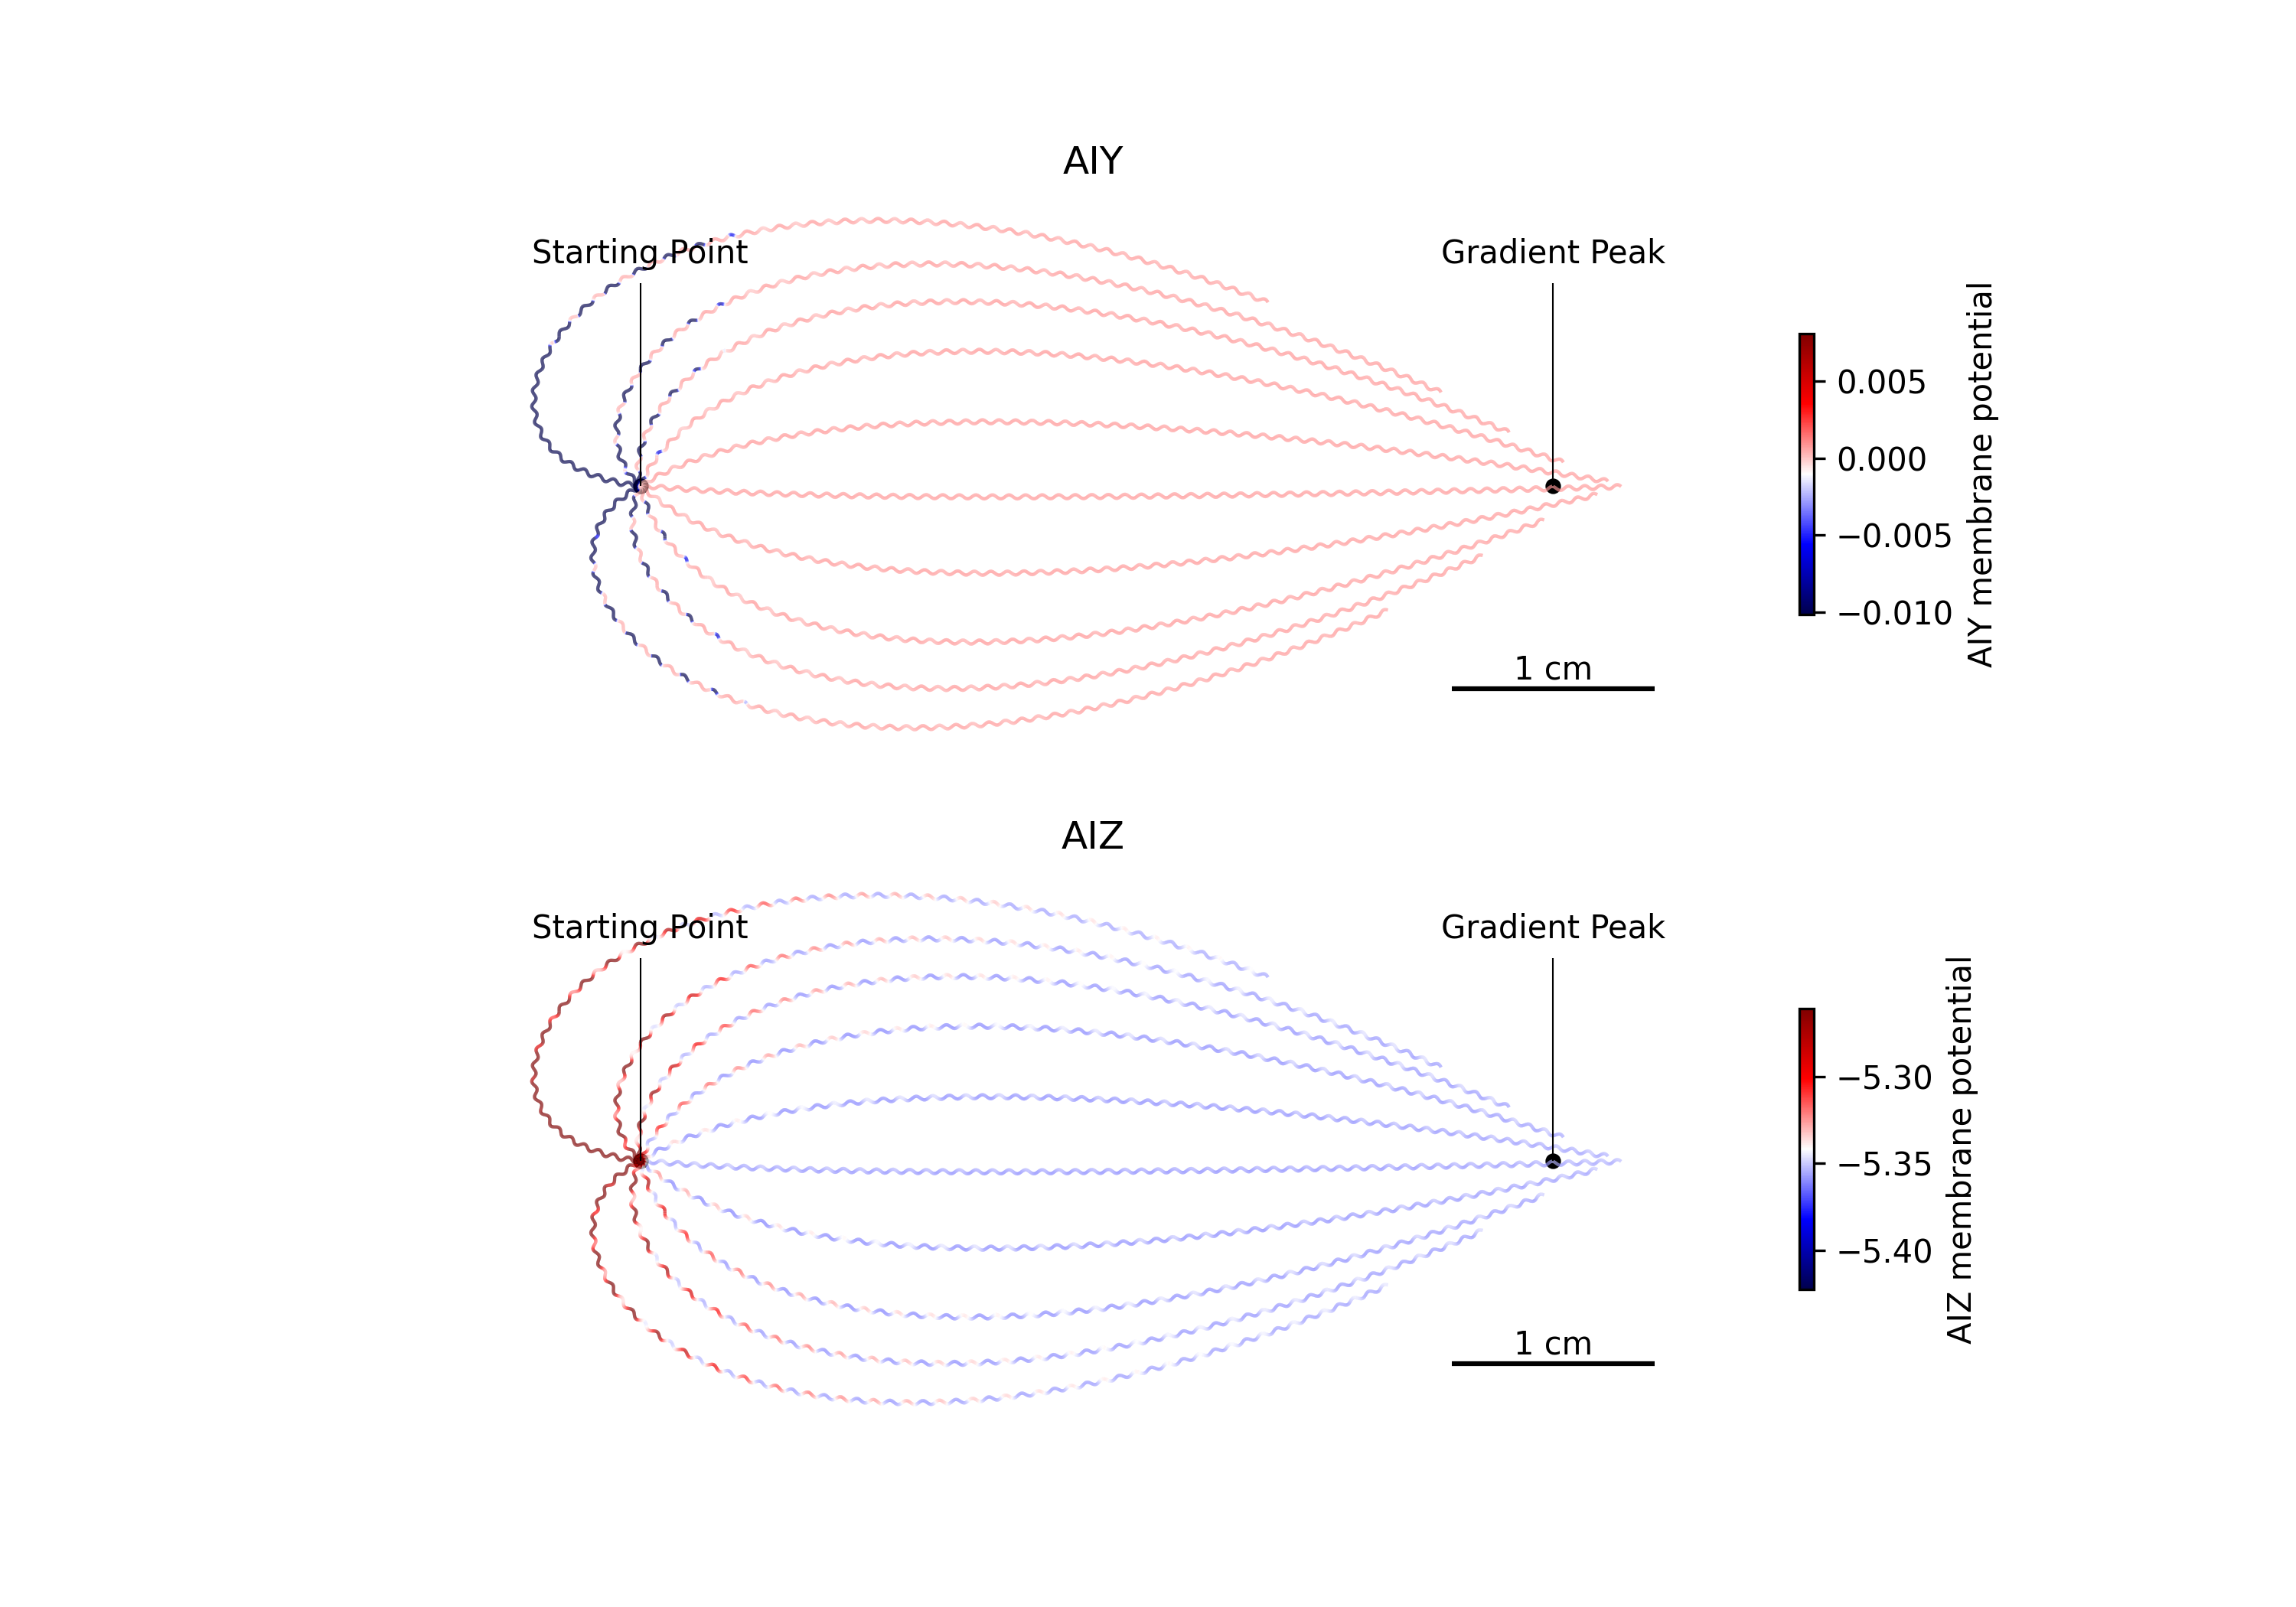 AIY
Starting Point
Gradient Peak
0.005
0.000
−0.005
−0.010
AIY membrane potential
1 cm
AIZ
Starting Point
Gradient Peak
−5.30
−5.35
−5.40
AIZ membrane potential
1 cm